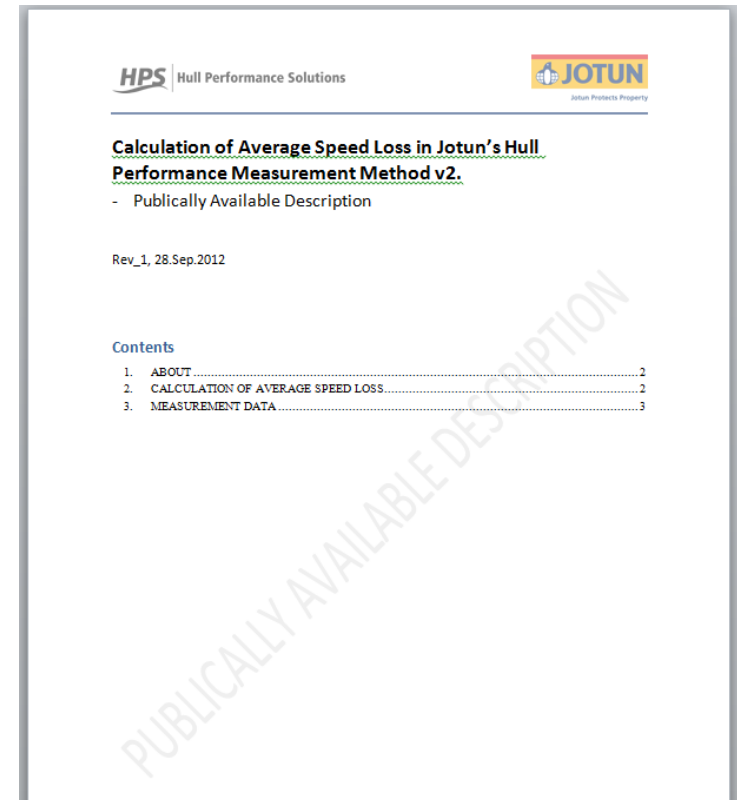 HPS Hull Performance Solutions
JOTUN
Jotun Protects Property
Calculation of Average Speed Loss in Jotun's Hull
Performance Measurement Method v2.
- Publically Available Description
Rev_1, 28.Sep.2012
Contents
1. ABOUT ........................................ 2
2. CALCULATION OF AVERAGE SPEED LOSS ........................................ 2
3. MEASUREMENT DATA ........................................ 3
PUBLICALLY AVAILABLE DESCRIPTION